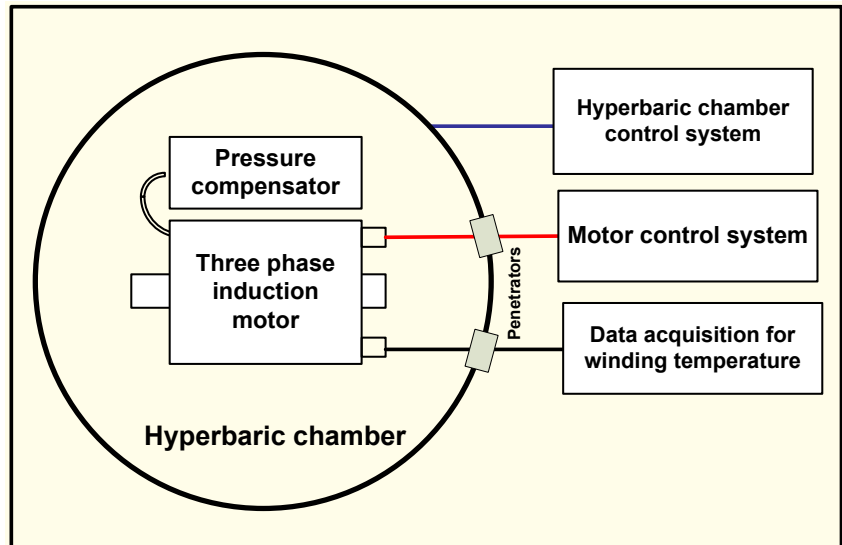 Hyperbaric chamber
control system
Pressure
compensator
Motor control system
Three phase
induction
motor
Penetrators
Data acquisition for
winding temperature
Hyperbaric chamber